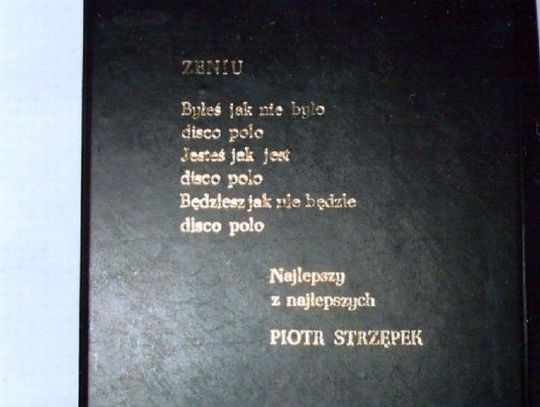 ZENIU
Byłeś jak nie było
disco polo
Jesteś jak jest
disco polo
Będziesz jak nie będzie
disco polo
Najlepszy
z najlepszych
PIOTR STRZĘPEK